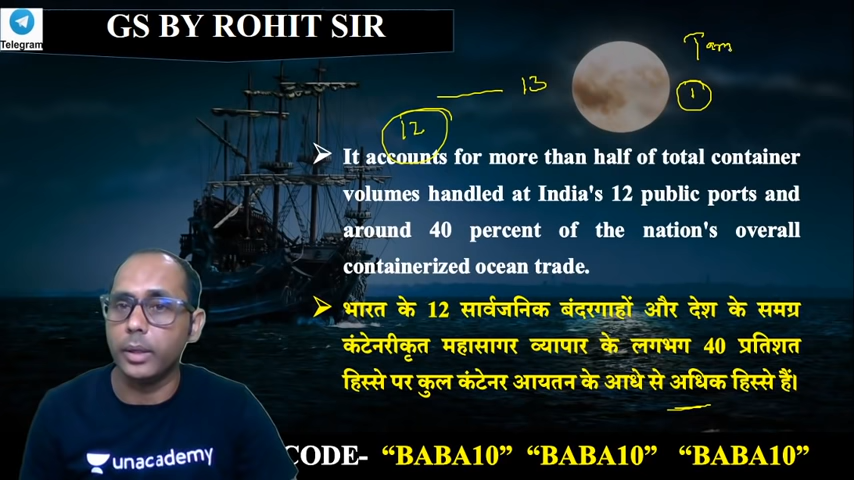 GS BY ROHIT SIR
Telegram
Tam
13
1
12
➢ It accounts for more than half of total container
volumes handled at India's 12 public ports and
around 40 percent of the nation's overall
containerized ocean trade.
➢ भारत के 12 सार्वजनिक बंदरगाहों और देश के समग्र
कंटेनरीकृत महासागर व्यापार के लगभग 40 प्रतिशत
हिस्से पर कुल कंटेनर आयतन के आधे से अधिक हिस्से हैं।
unacademy
CODE- “BABA10” “BABA10” “BABA10”